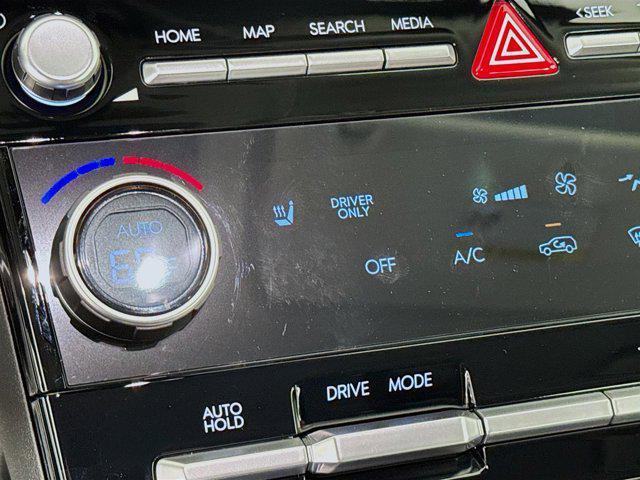 HOME MAP SEARCH MEDIA <SEEK
AUTO
DRIVER
ONLY
OFF A/C
AUTO
HOLD
DRIVE MODE